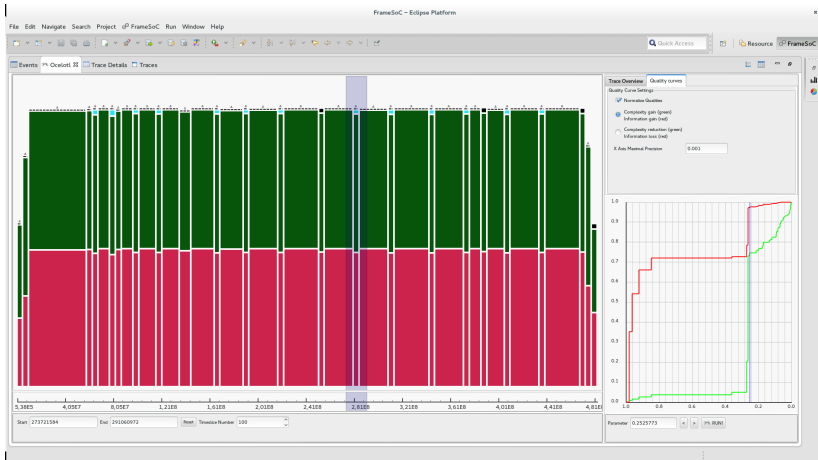 FrameSoC - Eclipse Platform
File Edit Navigate Search Project FrameSoC Run Window Help
Quick Access Resource FrameSoC
Events Ocelotl Trace Details Traces
Trace Overview Quality curves
Quality Curve Settings
Normalize Qualities
Complexity gain (green)
Information gain (red)
Complexity reduction (green)
Information loss (red)
X Axis Maximal Precision 0.001
1.0
0.9
0.8
0.7
0.6
0.5
0.4
0.3
0.2
0.1
0.0
1.0 0.8 0.6 0.4 0.2 0.0
5,38E5 4,05E7 8,05E7 1,21E8 1,61E8 2,01E8 2,41E8 2,81E8 3,21E8 3,61E8 4,01E8 4,42E8 4,81E
Start 273721584 End 291060972 Reset Timeslice Number 100
Parameter 0.2525773 < > RUN!